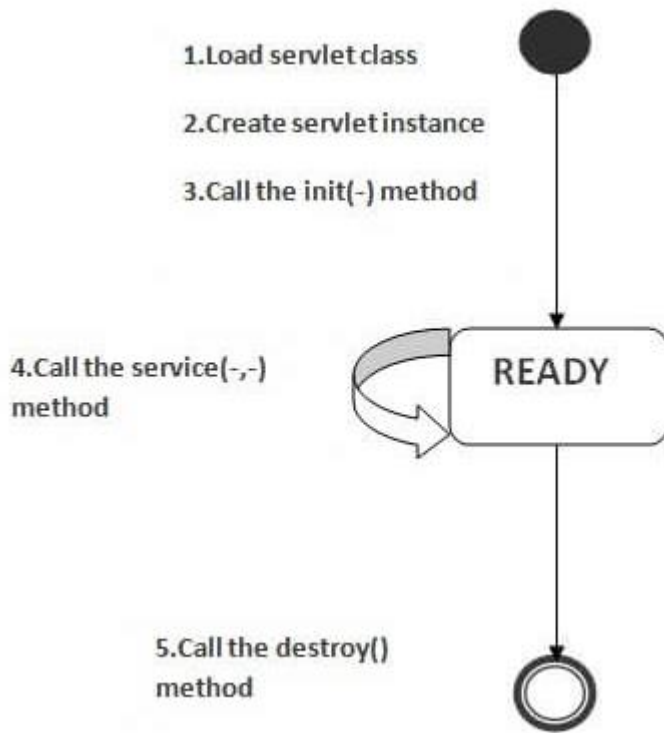 1.Load servlet class
2.Create servlet instance
3.Call the init(-) method
4.Call the service(-,-)
method
READY
5.Call the destroy()
method